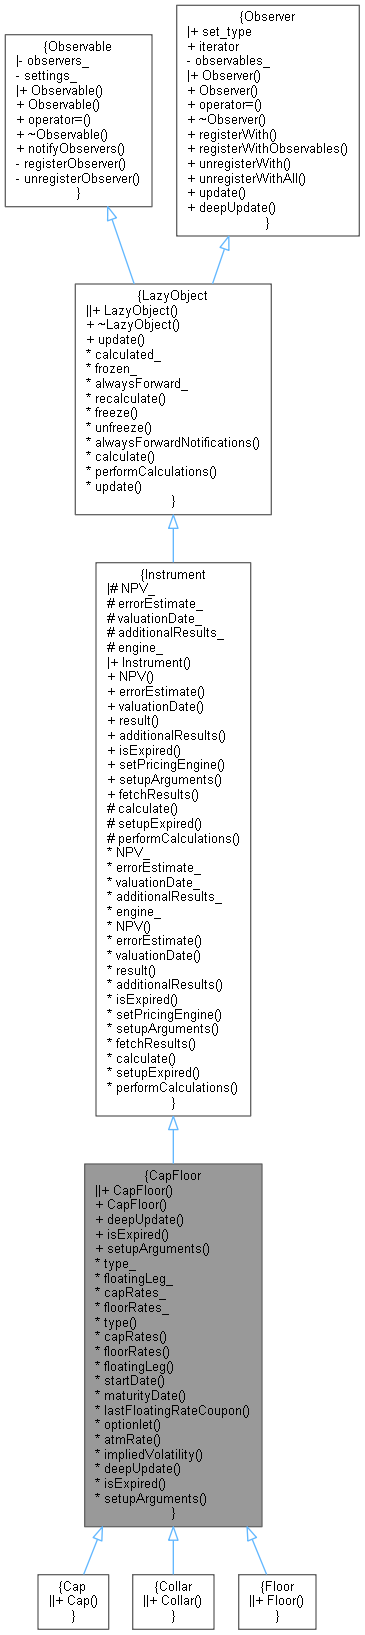 {Observable
|- observers_
- settings_
|+ Observable()
+ Observable()
+ operator=()
+ ~Observable()
+ notifyObservers()
- registerObserver()
- unregisterObserver()
}
{Observer
|+ set_type
+ iterator
- observables_
|+ Observer()
+ Observer()
+ operator=()
+ ~Observer()
+ registerWith()
+ registerWithObservables()
+ unregisterWith()
+ unregisterWithAll()
+ update()
+ deepUpdate()
}
{LazyObject
||+ LazyObject()
+ ~LazyObject()
+ update()
* calculated_
* frozen_
* alwaysForward_
* recalculate()
* freeze()
* unfreeze()
* alwaysForwardNotifications()
* calculate()
* performCalculations()
* update()
}
{Instrument
|# NPV_
# errorEstimate_
# valuationDate_
# additionalResults_
# engine_
|+ Instrument()
+ NPV()
+ errorEstimate()
+ valuationDate()
+ result()
+ additionalResults()
+ isExpired()
+ setPricingEngine()
+ setupArguments()
+ fetchResults()
# calculate()
# setupExpired()
# performCalculations()
* NPV_
* errorEstimate_
* valuationDate_
* additionalResults_
* engine_
* NPV()
* errorEstimate()
* valuationDate()
* result()
* additionalResults()
* isExpired()
* setPricingEngine()
* setupArguments()
* fetchResults()
* calculate()
* setupExpired()
* performCalculations()
}
{CapFloor
||+ CapFloor()
+ CapFloor()
+ deepUpdate()
+ isExpired()
+ setupArguments()
* type_
* floatingLeg_
* capRates_
* floorRates_
* type()
* capRates()
* floorRates()
* floatingLeg()
* startDate()
* maturityDate()
* lastFloatingRateCoupon()
* optionlet()
* atmRate()
* impliedVolatility()
* deepUpdate()
* isExpired()
* setupArguments()
}
{Cap
||+ Cap()
}
{Collar
||+ Collar()
}
{Floor
||+ Floor()
}